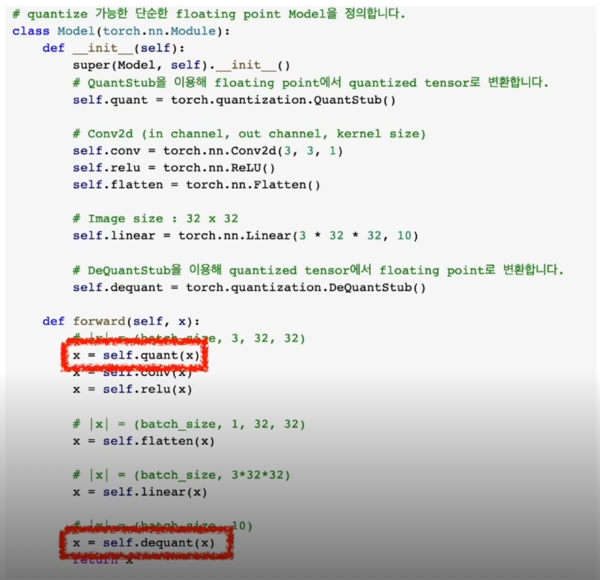 # quantize 가능한 단순한 floating point Model을 정의합니다.
class Model(torch.nn.Module):
    def __init__(self):
        super(Model, self).__init__()
        # QuantStub을 이용해 floating point에서 quantized tensor로 변환합니다.
        self.quant = torch.quantization.QuantStub()

        # Conv2d (in channel, out channel, kernel size)
        self.conv = torch.nn.Conv2d(3, 3, 1)
        self.relu = torch.nn.ReLU()
        self.flatten = torch.nn.Flatten()

        # Image size : 32 x 32
        self.linear = torch.nn.Linear(3 * 32 * 32, 10)

        # DeQuantStub을 이용해 quantized tensor에서 floating point로 변환합니다.
        self.dequant = torch.quantization.DeQuantStub()

    def forward(self, x):
        # |x| = (batch_size, 3, 32, 32)
        x = self.quant(x)
        x = self.conv(x)
        x = self.relu(x)

        # |x| = (batch_size, 1, 32, 32)
        x = self.flatten(x)

        # |x| = (batch_size, 3*32*32)
        x = self.linear(x)

        # |x| = (batch_size, 10)
        x = self.dequant(x)
        return x